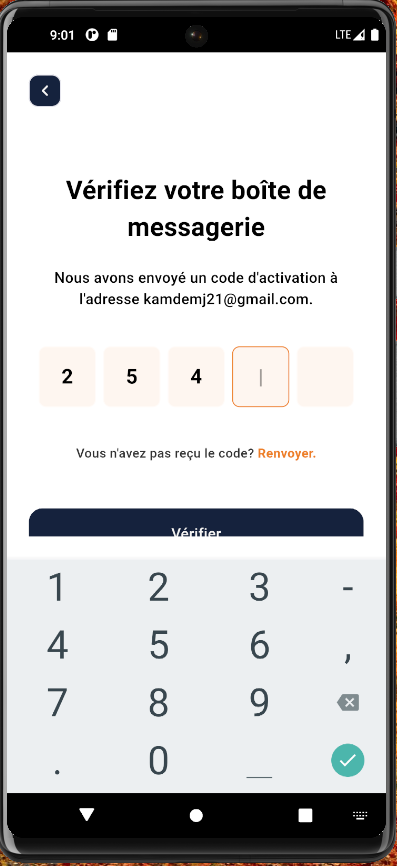 9:01 LTE
Vérifiez votre boîte de
messagerie
Nous avons envoyé un code d'activation à
l'adresse kamdemj21@gmail.com.
2 5 4
Vous n'avez pas reçu le code? Renvoyer.
Vérifier
1 2 3 -
4 5 6 ,
7 8 9
. 0 _